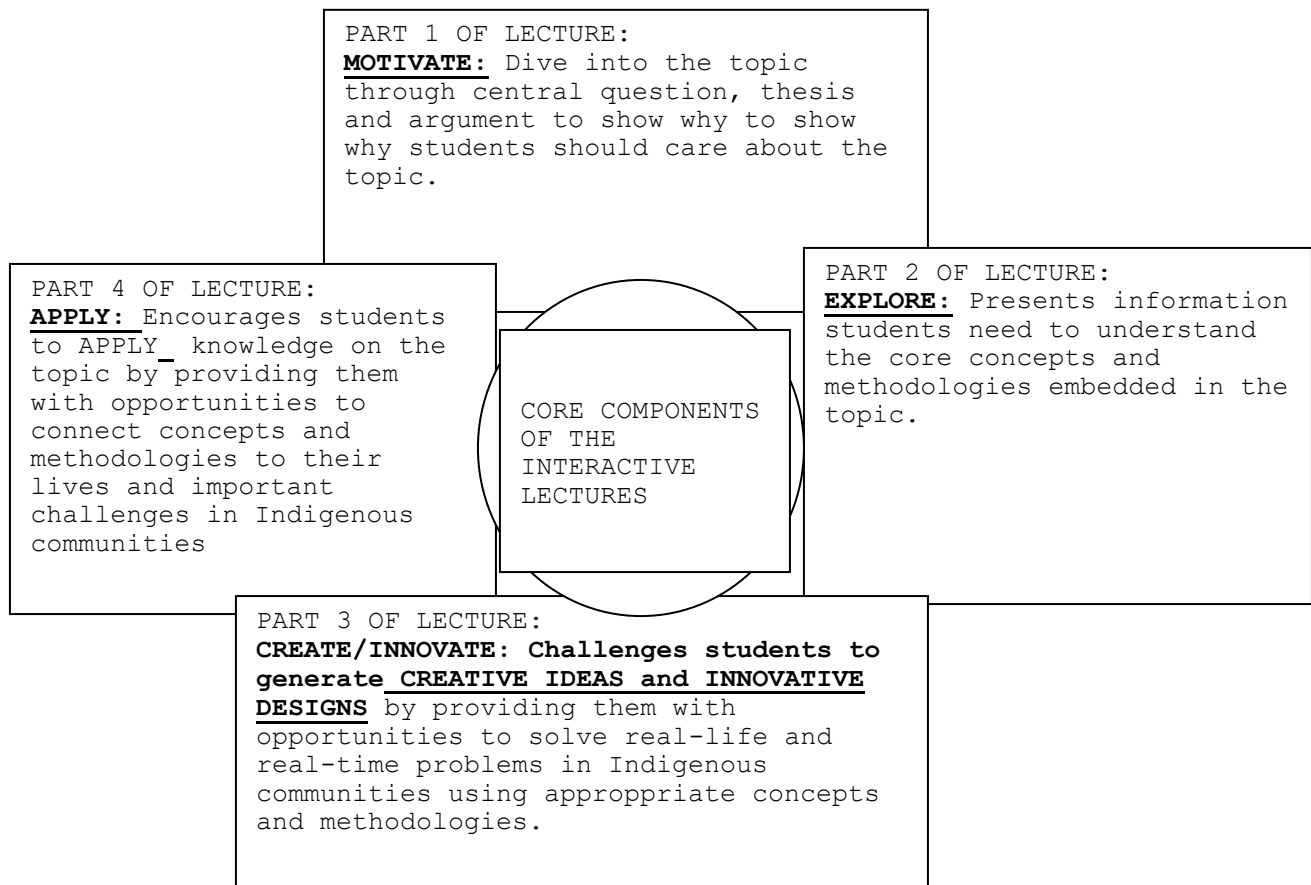 PART 1 OF LECTURE:
MOTIVATE: Dive into the topic
through central question, thesis
and argument to show why to show
why students should care about the
topic.
PART 2 OF LECTURE:
EXPLORE: Presents information
students need to understand
the core concepts and
methodologies embedded in the
topic.
PART 4 OF LECTURE:
APPLY: Encourages students
to APPLY_ knowledge on the
topic by providing them
with opportunities to
connect concepts and
methodologies to their
lives and important
challenges in Indigenous
communities
CORE COMPONENTS
OF THE
INTERACTIVE
LECTURES
PART 3 OF LECTURE:
CREATE/INNOVATE: Challenges students to
generate CREATIVE IDEAS and INNOVATIVE
DESIGNS by providing them with
opportunities to solve real-life and
real-time problems in Indigenous
communities using approppriate concepts
and methodologies.